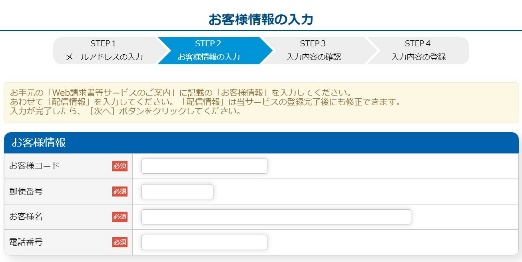 お客様情報の入力
STEP 1
メールアドレスの入力
STEP 2
お客様情報の入力
STEP 3
入力内容の確認
STEP 4
入力内容の登録
お手元の「Web請求書等サービスのご案内」に記載の「お客様情報」を入力してください。
あわせて「配信情報」を入力してください。「配信情報」は当サービスの登録完了後にも修正できます。
入力が完了したら、［次へ］ボタンをクリックしてください。
お客様情報
お客様コード 必須
郵便番号 必須
お客様名 必須
電話番号 必須